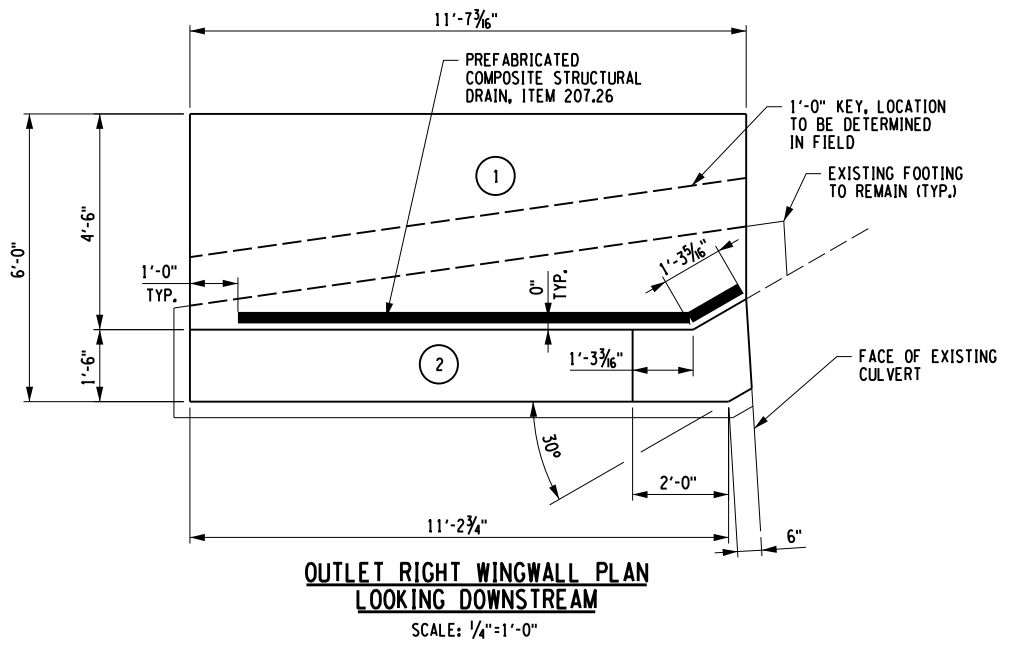 11'-7 3/16"
PREFABRICATED
COMPOSITE STRUCTURAL
DRAIN, ITEM 207.26
1'-0" KEY, LOCATION
TO BE DETERMINED
IN FIELD
1
EXISTING FOOTING
TO REMAIN (TYP.)
4'-6"
6'-0"
1'-0"
TYP.
0"
TYP.
1'-3 5/16"
1'-6"
2
1'-3 3/16"
FACE OF EXISTING
CULVERT
30°
2'-0"
11'-2 3/4"
6"
OUTLET RIGHT WINGWALL PLAN
LOOKING DOWNSTREAM
SCALE: 1/4"=1'-0"